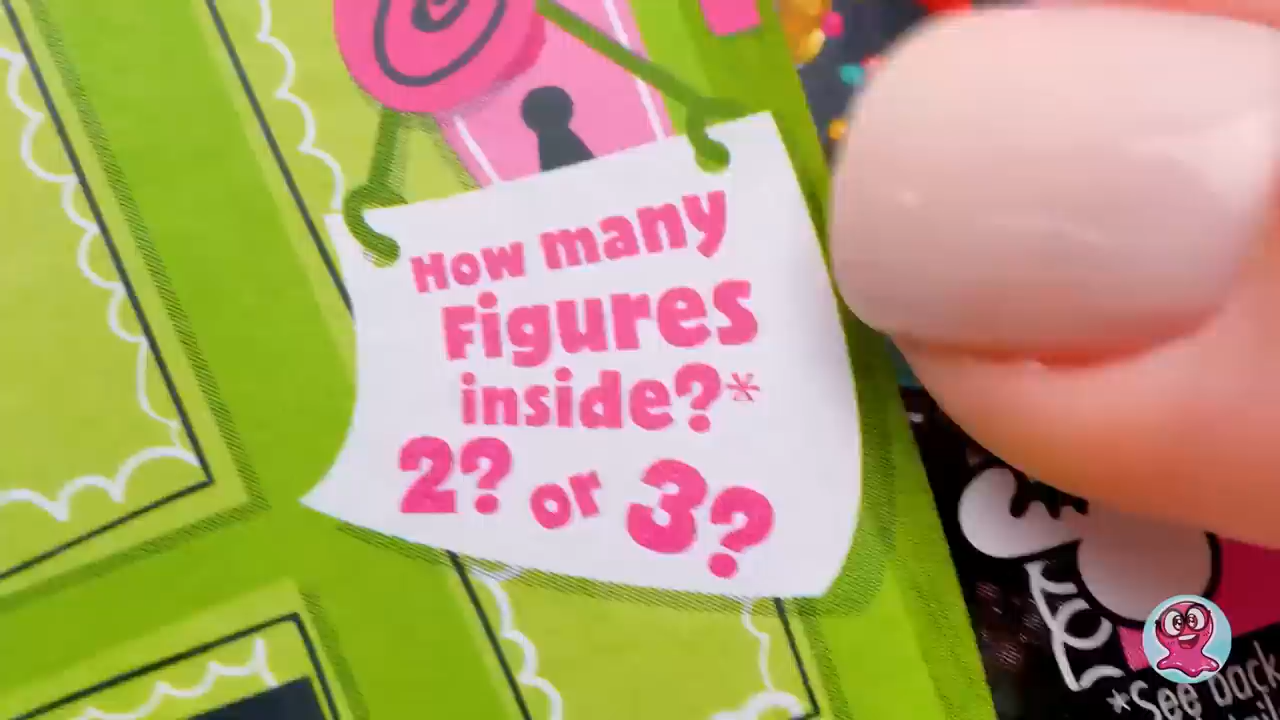 How many
Figures
inside?*
2? or 3?
*See back